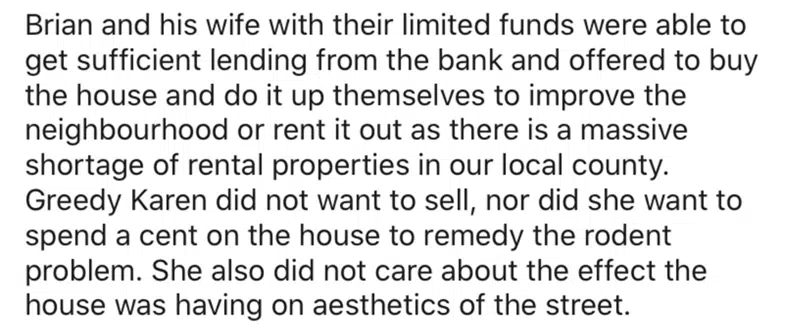 Brian and his wife with their limited funds were able to
get sufficient lending from the bank and offered to buy
the house and do it up themselves to improve the
neighbourhood or rent it out as there is a massive
shortage of rental properties in our local county.
Greedy Karen did not want to sell, nor did she want to
spend a cent on the house to remedy the rodent
problem. She also did not care about the effect the
house was having on aesthetics of the street.